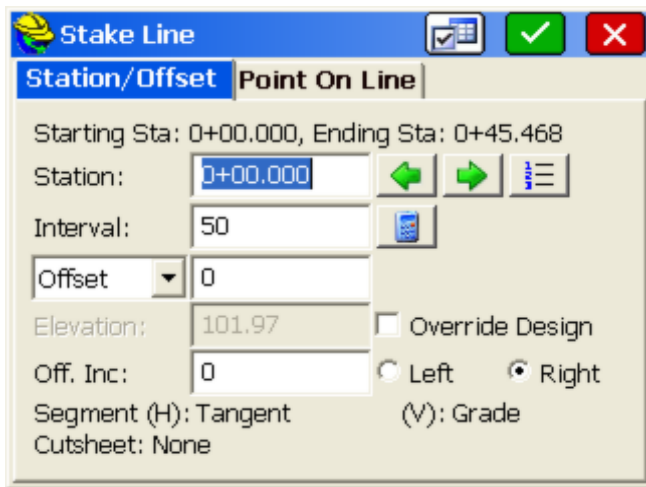 Stake Line
Station/Offset Point On Line
Starting Sta: 0+00.000, Ending Sta: 0+45.468
Station: 0+00.000
Interval: 50
Offset 0
Elevation: 101.97 Override Design
Off. Inc: 0 Left Right
Segment (H): Tangent (V): Grade
Cutsheet: None